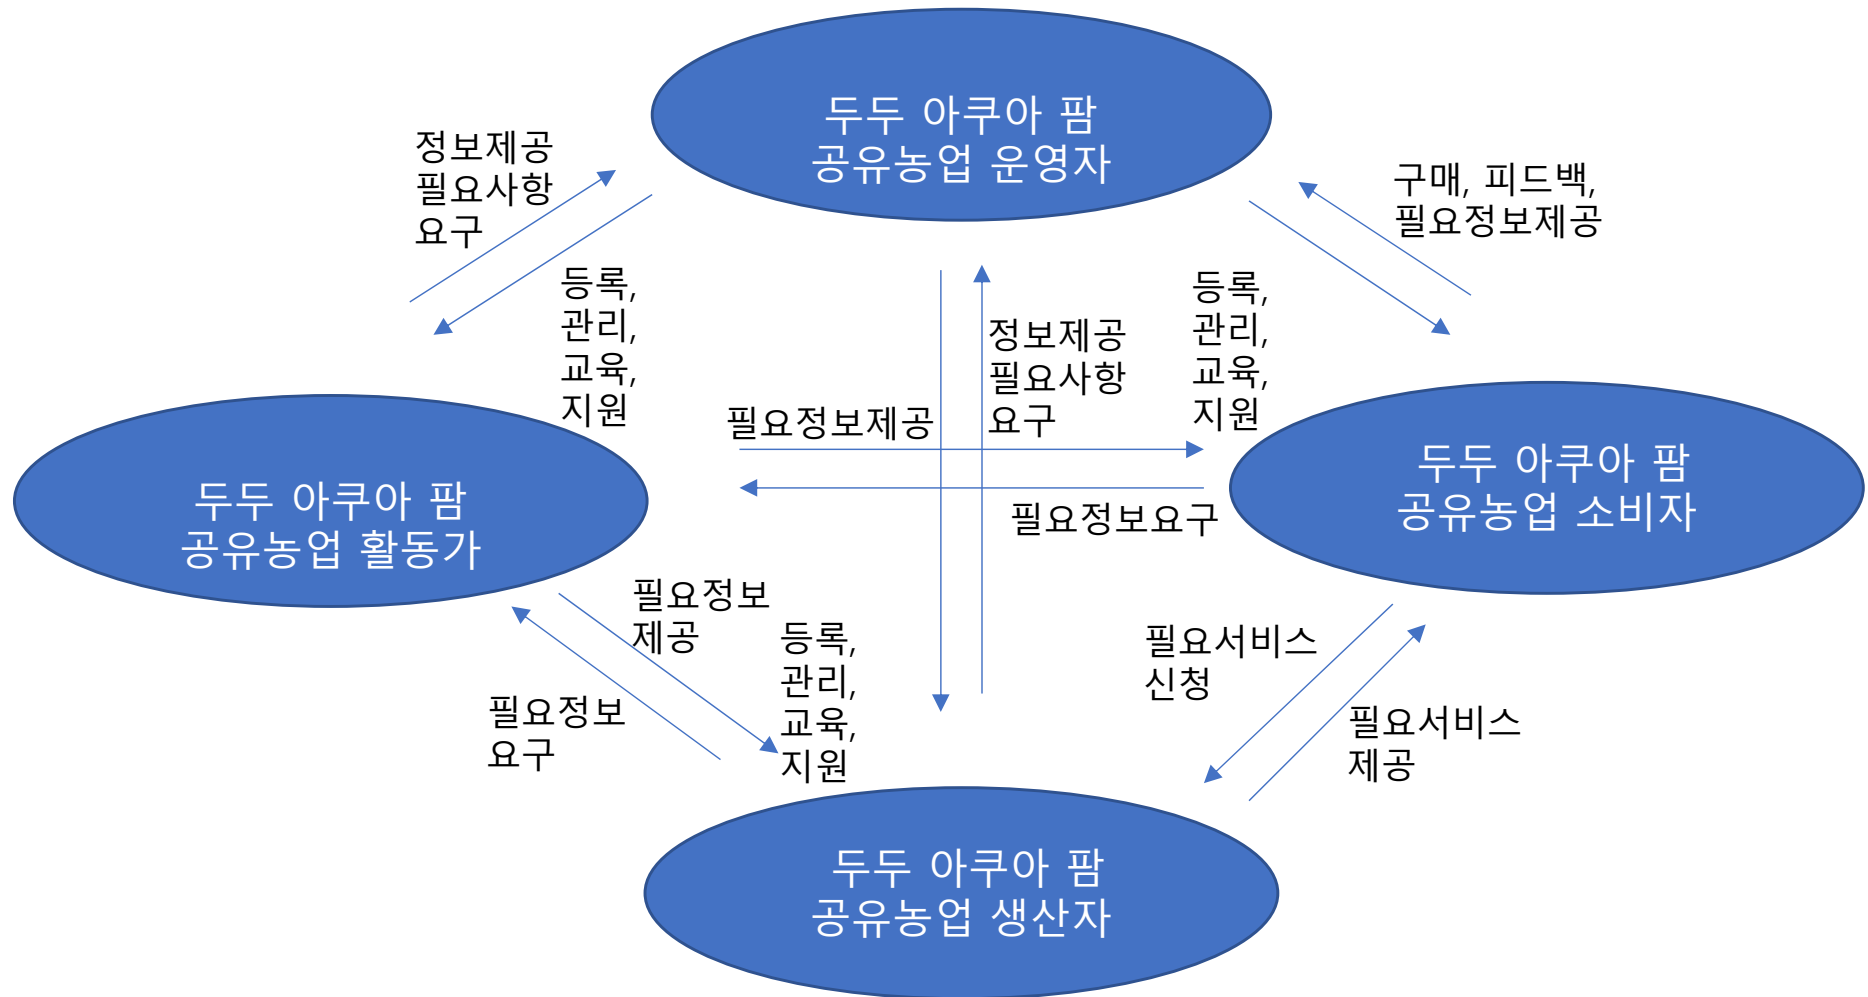 두두 아쿠아 팜
공유농업 운영자
정보제공
필요사항
요구
구매, 피드백,
필요정보제공
등록,
관리,
교육,
지원
정보제공
필요사항
요구
등록,
관리,
교육,
지원
필요정보제공
필요정보요구
두두 아쿠아 팜
공유농업 활동가
두두 아쿠아 팜
공유농업 소비자
필요정보
제공
필요정보
요구
등록,
관리,
교육,
지원
필요서비스
신청
필요서비스
제공
두두 아쿠아 팜
공유농업 생산자